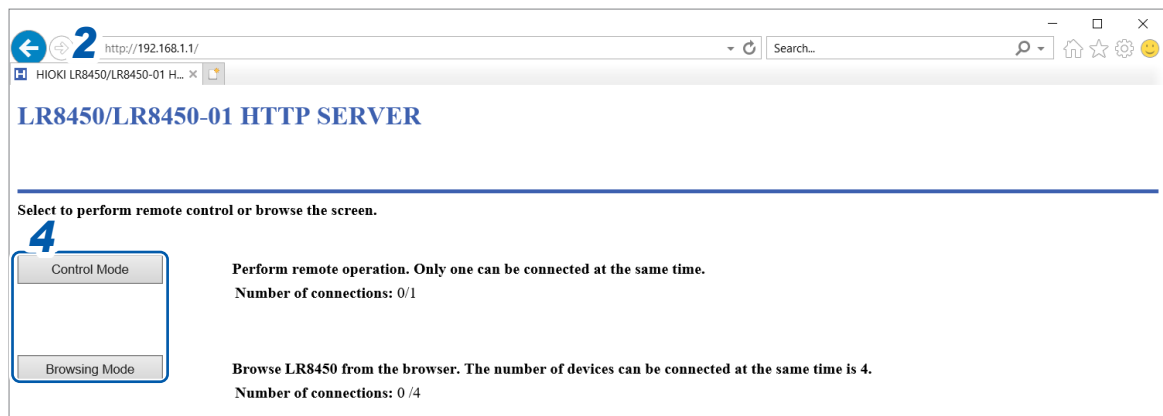 2 http://192.168.1.1/ Search...
HIOKI LR8450/LR8450-01 H...
LR8450/LR8450-01 HTTP SERVER
Select to perform remote control or browse the screen.
4
Control Mode Perform remote operation. Only one can be connected at the same time.
Number of connections: 0/1
Browsing Mode Browse LR8450 from the browser. The number of devices can be connected at the same time is 4.
Number of connections: 0 /4